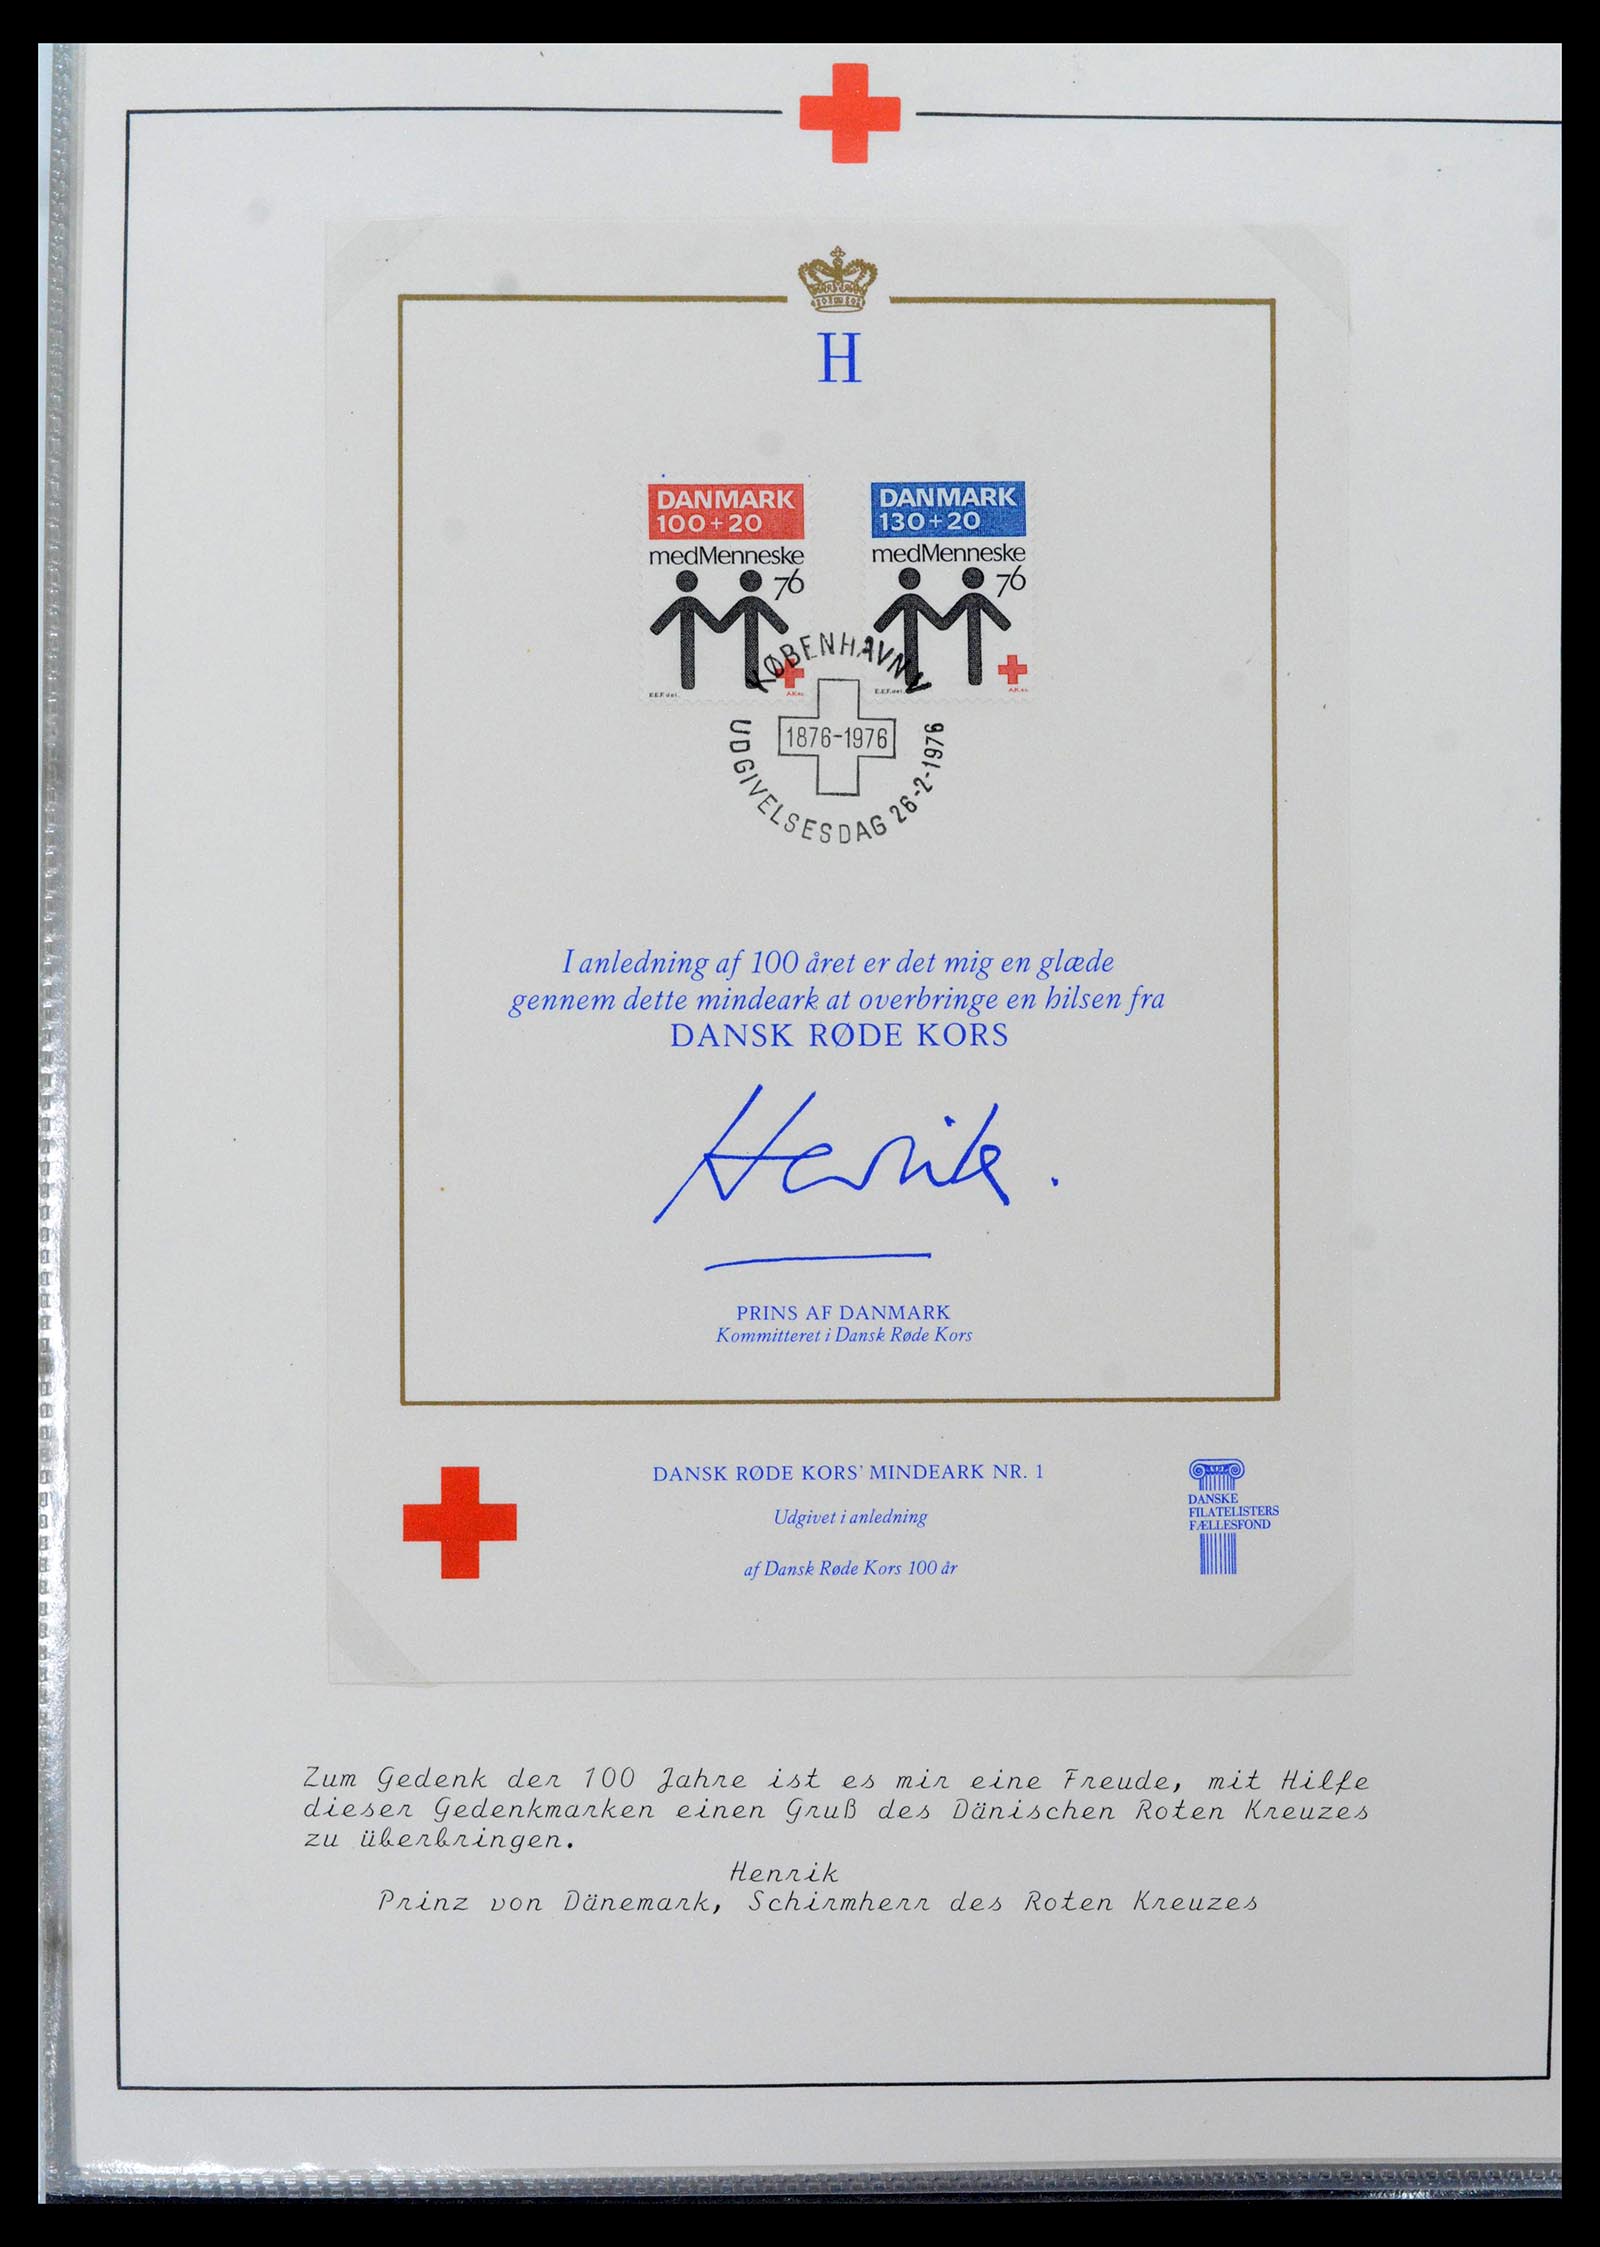 H
DANMARK
100+20
medMenneske
76
E.E.F. del.
A.K. sc.
DANMARK
130+20
medMenneske
76
E.E.F. del.
A.K. sc.
KØBENHAVN V
1876-1976
UDGIVELSESDAG 26-2-1976
I anledning af 100 året er det mig en glæde
gennem dette mindeark at overbringe en hilsen fra
DANSK RØDE KORS
Henrik.
PRINS AF DANMARK
Kommitteret i Dansk Røde Kors
DANSK RØDE KORS' MINDEARK NR. 1
Udgivet i anledning
af Dansk Røde Kors 100 år
DANSKE
FILATELISTERS
FÆLLESFOND
Zum Gedenk der 100 Jahre ist es mir eine Freude, mit Hilfe
dieser Gedenkmarken einen Gruß des Dänischen Roten Kreuzes
zu überbringen.
Henrik
Prinz von Dänemark, Schirmherr des Roten Kreuzes